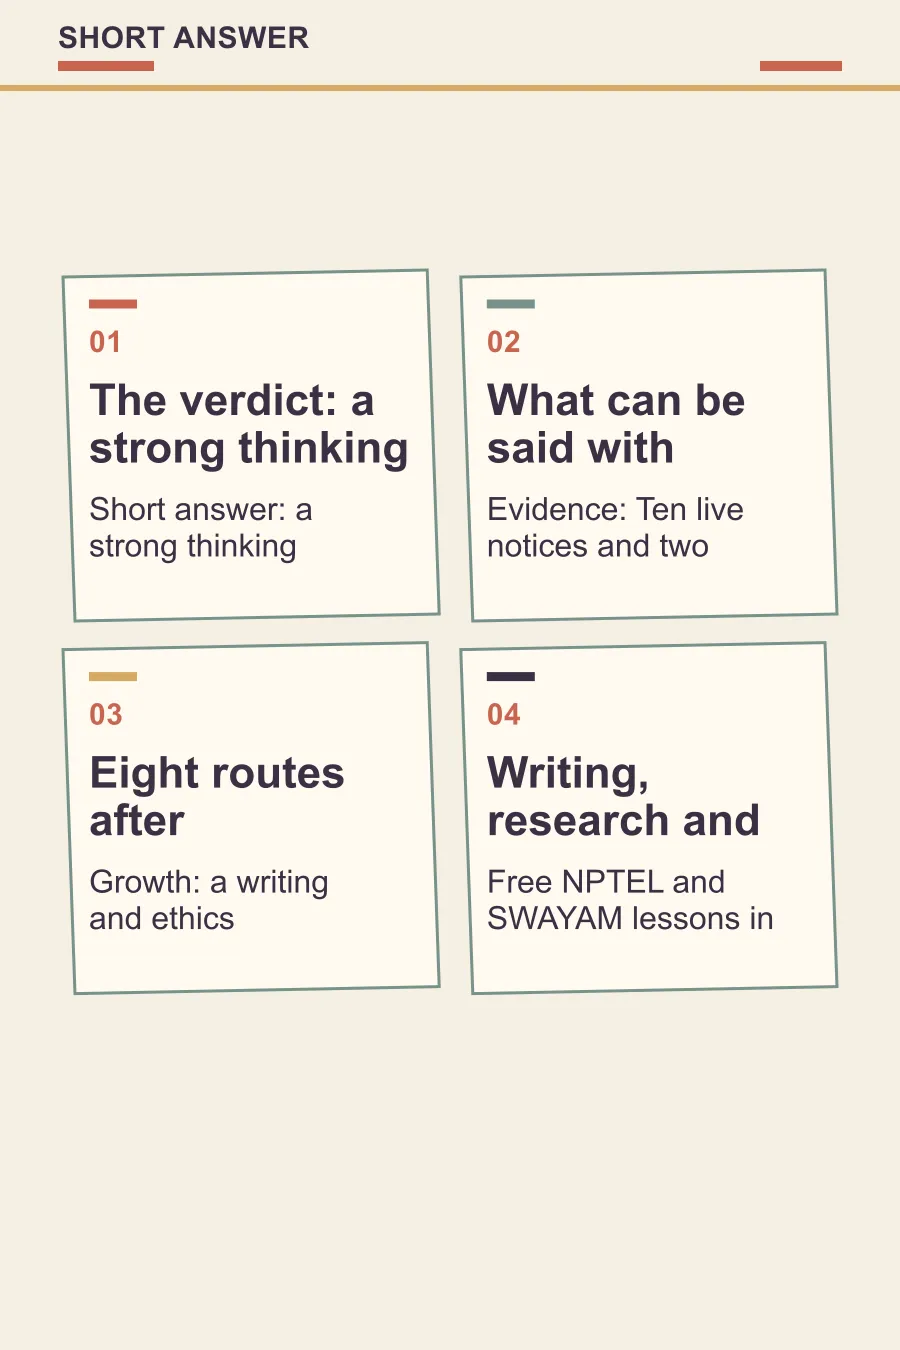 SHORT ANSWER
01
The verdict: a
strong thinking
Short answer: a
strong thinking
02
What can be
said with
Evidence: Ten live
notices and two
03
Eight routes
after
Growth: a writing
and ethics
04
Writing,
research and
Free NPTEL and
SWAYAM lessons in